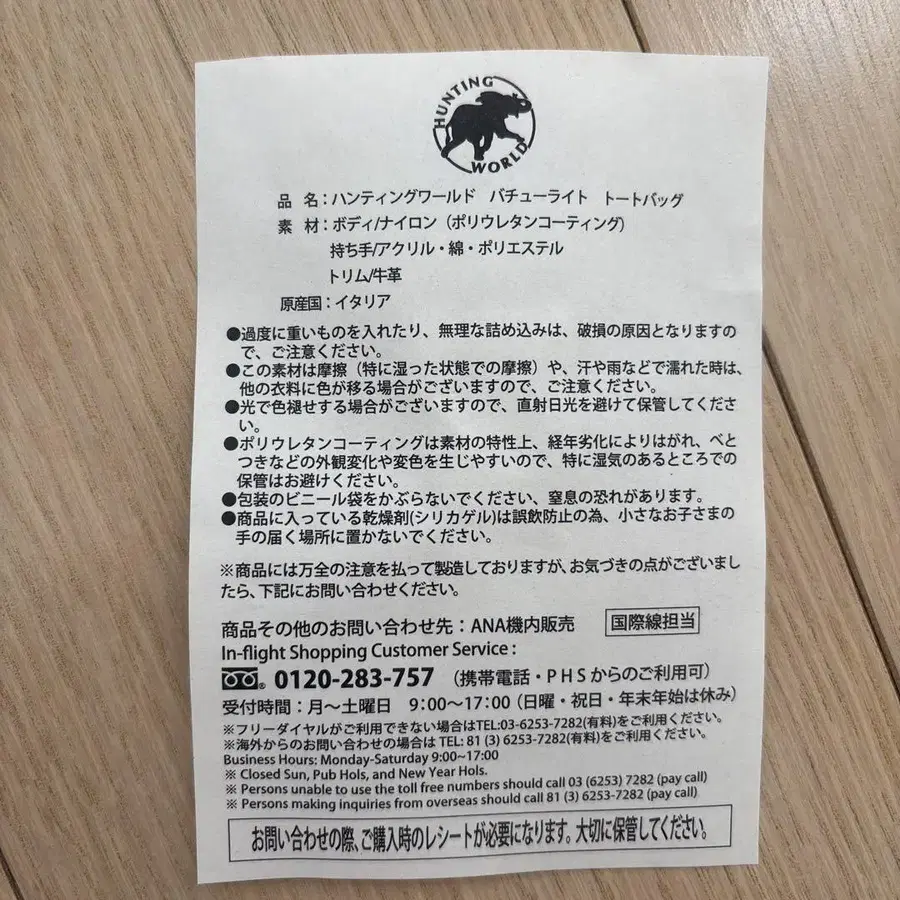 HUNTING
WORLD
品 名：ハンティングワールド バチューライト トートバッグ
素 材：ボディ/ナイロン（ポリウレタンコーティング）
持ち手/アクリル・綿・ポリエステル
トリム/牛革
原産国：イタリア
●過度に重いものを入れたり、無理な詰め込みは、破損の原因となりますの
で、ご注意ください。
●この素材は摩擦（特に湿った状態での摩擦）や、汗や雨などで濡れた時は、
他の衣料に色が移る場合がございますので、ご注意ください。
●光で色褪せする場合がございますので、直射日光を避けて保管してくださ
い。
●ポリウレタンコーティングは素材の特性上、経年劣化によりはがれ、べと
つきなどの外観変化や変色を生じやすいので、特に湿気のあるところでの
保管はお避けください。
●包装のビニール袋をかぶらないでください、窒息の恐れがあります。
●商品に入っている乾燥剤(シリカゲル)は誤飲防止の為、小さなお子さまの
手の届く場所に置かないでください。
※商品には万全の注意を払って製造しておりますが、お気づきの点がございまし
たら、下記にお問い合わせください。
商品その他のお問い合わせ先：ANA機内販売 国際線担当
In-flight Shopping Customer Service：
0120-283-757 （携帯電話・PHSからのご利用可）
受付時間：月～土曜日 9:00～17:00（日曜・祝日・年末年始は休み）
※フリーダイヤルがご利用できない場合はTEL:03-6253-7282(有料)をご利用ください。
※海外からのお問い合わせの場合は TEL: 81 (3) 6253-7282(有料)をご利用ください。
Business Hours: Monday-Saturday 9:00~17:00
※ Closed Sun, Pub Hols, and New Year Hols.
※ Persons unable to use the toll free numbers should call 03 (6253) 7282 (pay call)
※ Persons making inquiries from overseas should call 81 (3) 6253-7282 (pay call)
お問い合わせの際、ご購入時のレシートが必要になります。大切に保管してください。